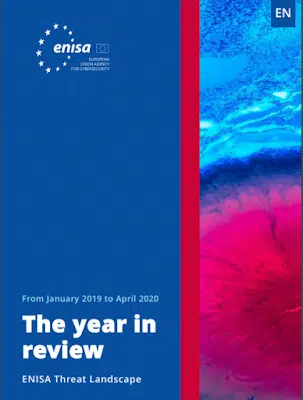 EN
enisa
EUROPEAN
UNION AGENCY
FOR CYBERSECURITY
From January 2019 to April 2020
The year in
review
ENISA Threat Landscape